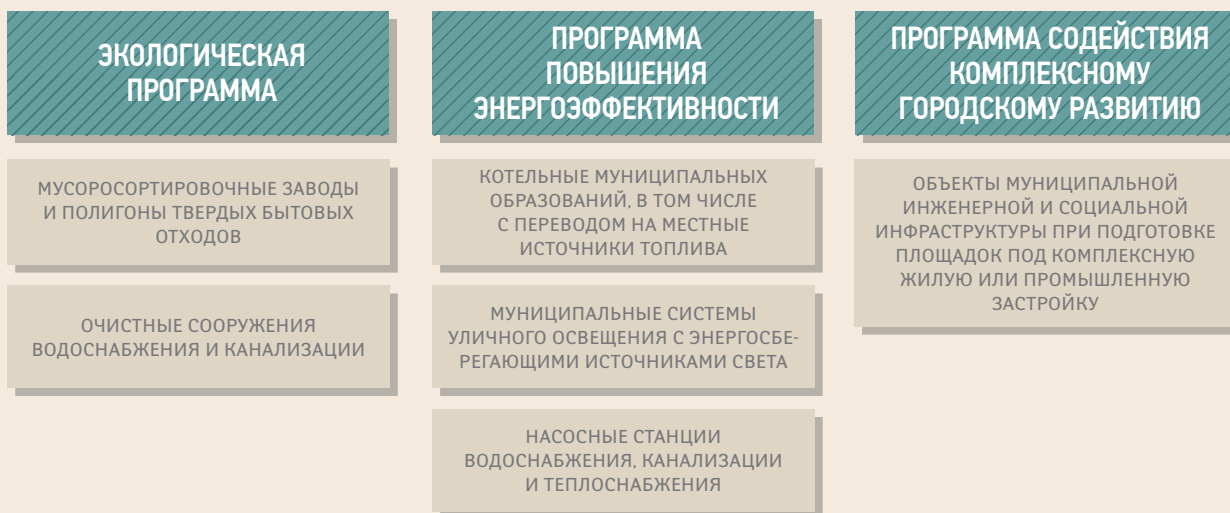 ЭКОЛОГИЧЕСКАЯ
ПРОГРАММА
МУСОРОСОРТИРОВОЧНЫЕ ЗАВОДЫ
И ПОЛИГОНЫ ТВЕРДЫХ БЫТОВЫХ
ОТХОДОВ
ОЧИСТНЫЕ СООРУЖЕНИЯ
ВОДОСНАБЖЕНИЯ И КАНАЛИЗАЦИИ
ПРОГРАММА
ПОВЫШЕНИЯ
ЭНЕРГОЭФФЕКТИВНОСТИ
КОТЕЛЬНЫЕ МУНИЦИПАЛЬНЫХ
ОБРАЗОВАНИЙ, В ТОМ ЧИСЛЕ
С ПЕРЕВОДОМ НА МЕСТНЫЕ
ИСТОЧНИКИ ТОПЛИВА
МУНИЦИПАЛЬНЫЕ СИСТЕМЫ
УЛИЧНОГО ОСВЕЩЕНИЯ С ЭНЕРГОСБЕ-
РЕГАЮЩИМИ ИСТОЧНИКАМИ СВЕТА
НАСОСНЫЕ СТАНЦИИ
ВОДОСНАБЖЕНИЯ, КАНАЛИЗАЦИИ
И ТЕПЛОСНАБЖЕНИЯ
ПРОГРАММА СОДЕЙСТВИЯ
КОМПЛЕКСНОМУ
ГОРОДСКОМУ РАЗВИТИЮ
ОБЪЕКТЫ МУНИЦИПАЛЬНОЙ
ИНЖЕНЕРНОЙ И СОЦИАЛЬНОЙ
ИНФРАСТРУКТУРЫ ПРИ ПОДГОТОВКЕ
ПЛОЩАДОК ПОД КОМПЛЕКСНУЮ
ЖИЛУЮ ИЛИ ПРОМЫШЛЕННУЮ
ЗАСТРОЙКУ